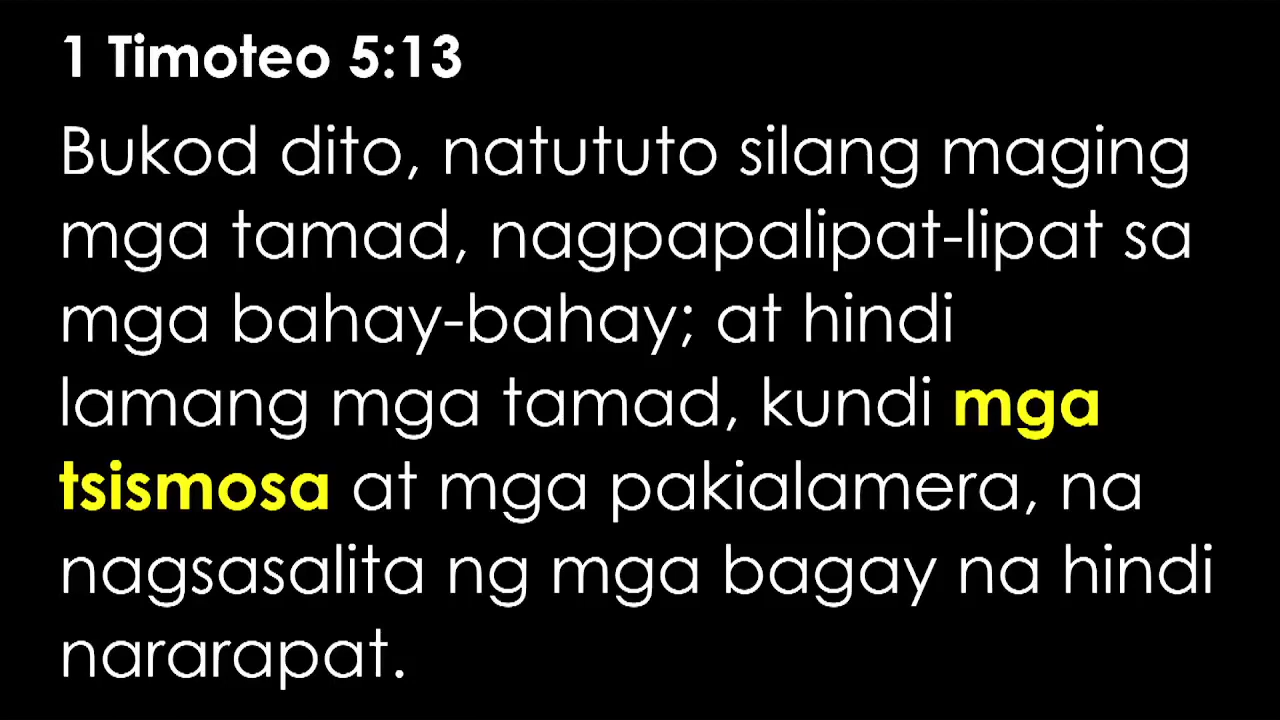 1 Timoteo 5:13
Bukod dito, natututo silang maging
mga tamad, nagpapalipat-lipat sa
mga bahay-bahay; at hindi
lamang mga tamad, kundi mga
tsismosa at mga pakialamera, na
nagsasalita ng mga bagay na hindi
nararapat.